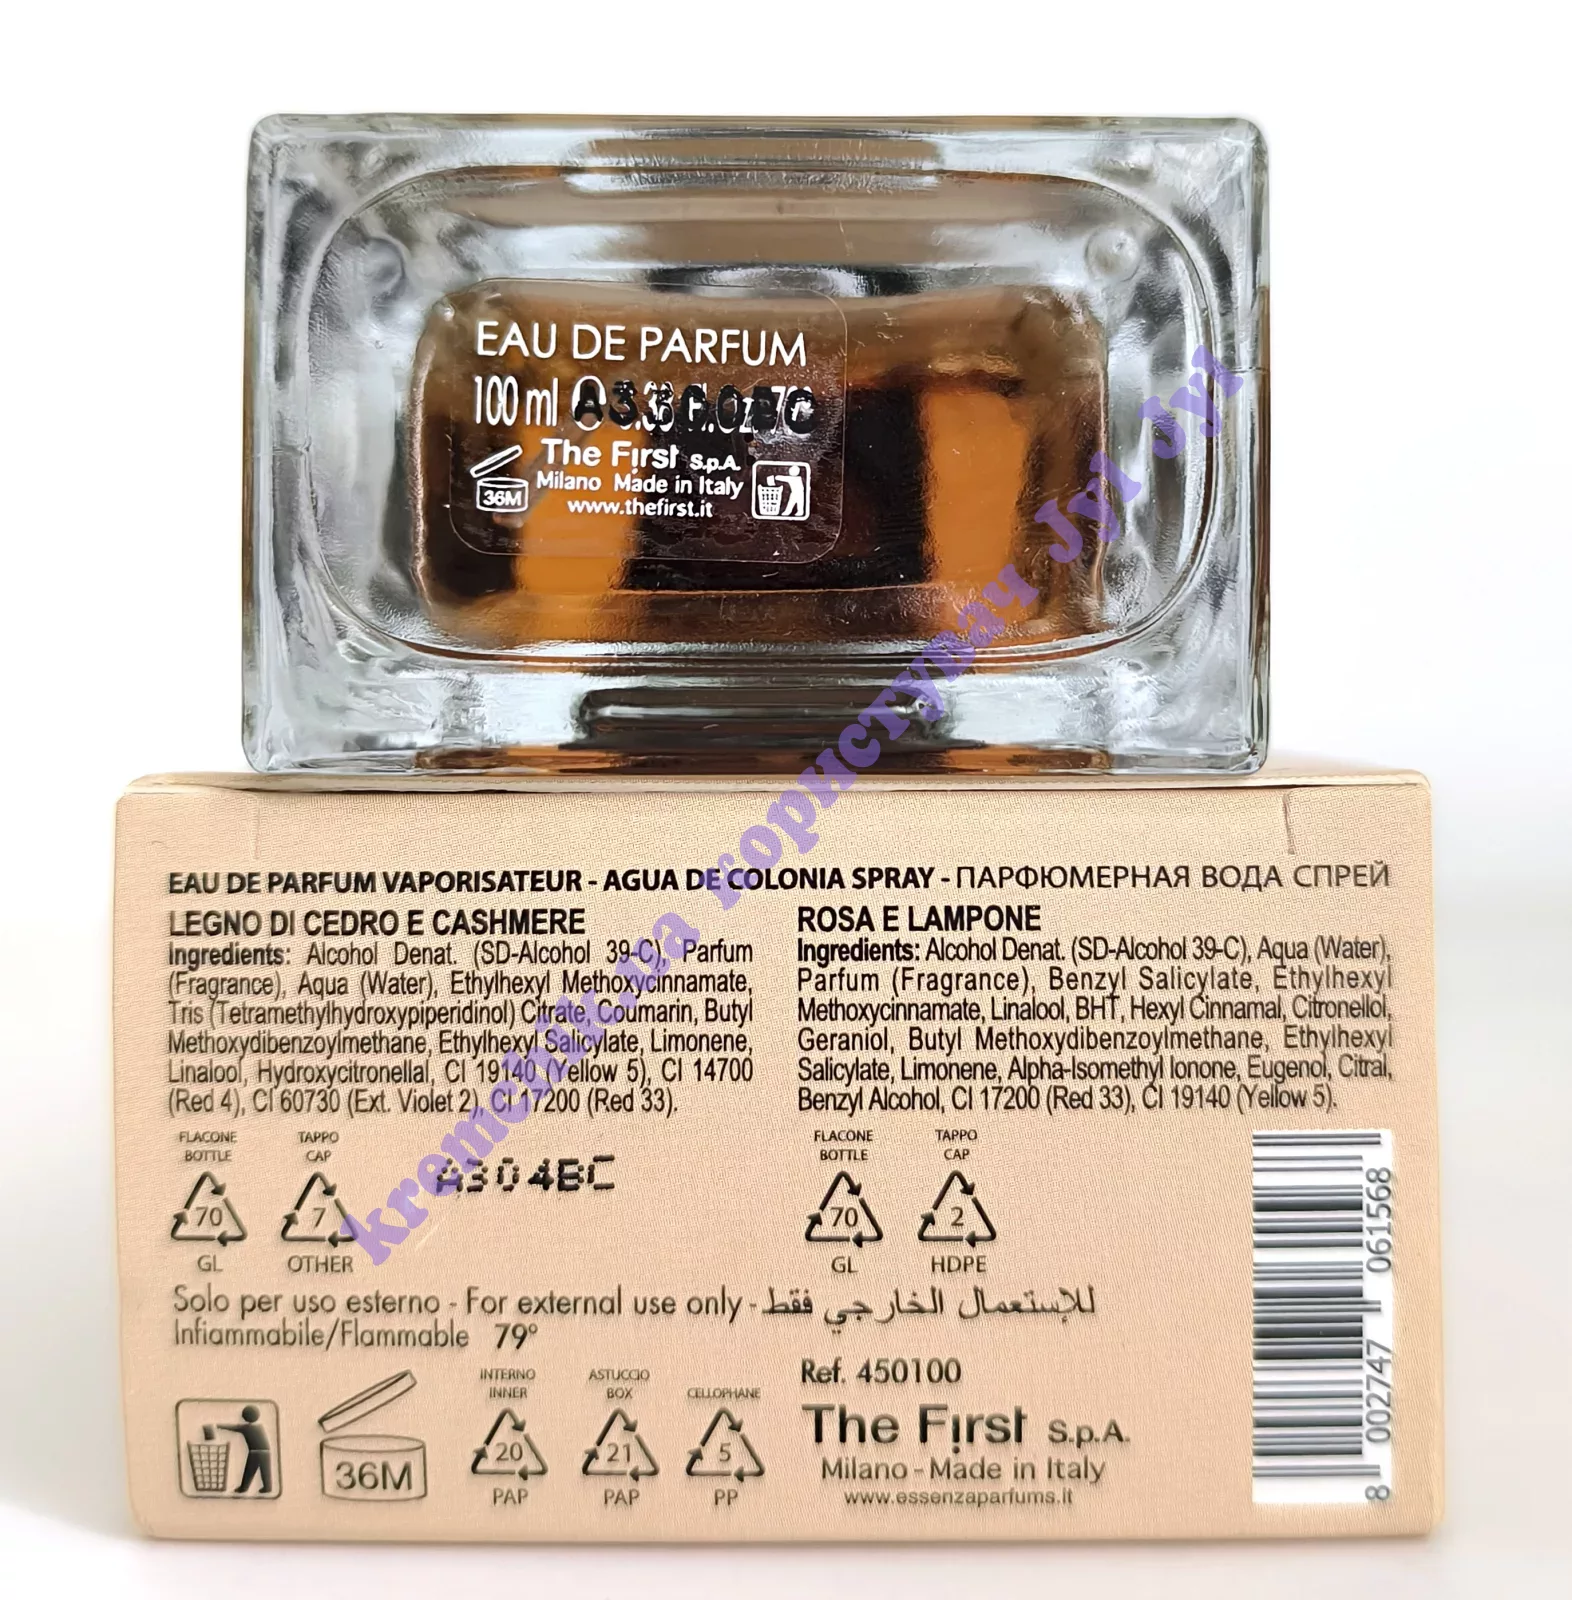 EAU DE PARFUM
100 ml
The First S.p.A.
Milano Made in Italy
www.thefirst.it
36M
EAU DE PARFUM VAPORISATEUR - AGUA DE COLONIA SPRAY - ПАРФЮМЕРНАЯ ВОДА СПРЕЙ
LEGNO DI CEDRO E CASHMERE
Ingredients: Alcohol Denat. (SD-Alcohol 39-C), Parfum
(Fragrance), Aqua (Water), Ethylhexyl Methoxycinnamate,
Tris (Tetramethylhydroxypiperidinol) Citrate, Coumarin, Butyl
Methoxydibenzoylmethane, Ethylhexyl Salicylate, Limonene,
Linalool, Hydroxycitronellal, CI 19140 (Yellow 5), CI 14700
(Red 4), CI 60730 (Ext. Violet 2), CI 17200 (Red 33).
ROSA E LAMPONE
Ingredients: Alcohol Denat. (SD-Alcohol 39-C), Aqua (Water),
Parfum (Fragrance), Benzyl Salicylate, Ethylhexyl
Methoxycinnamate, Linalool, BHT, Hexyl Cinnamal, Citronellol,
Geraniol, Butyl Methoxydibenzoylmethane, Ethylhexyl
Salicylate, Limonene, Alpha-Isomethyl Ionone, Eugenol, Citral,
Benzyl Alcohol, CI 17200 (Red 33), CI 19140 (Yellow 5).
FLACONE
BOTTLE
70
GL
TAPPO
CAP
7
OTHER
A304BC
FLACONE
BOTTLE
70
GL
TAPPO
CAP
2
HDPE
Solo per uso esterno - For external use only - للإستعمال الخارجي فقط
Infiammabile/Flammable 79°
36M
INTERNO
INNER
20
PAP
ASTUCCIO
BOX
21
PAP
CELLOPHANE
5
PP
Ref. 450100
The First S.p.A.
Milano - Made in Italy
www.essenzaparfums.it
8 002747 061568
kremchik.ua користувач Jyl Jyl